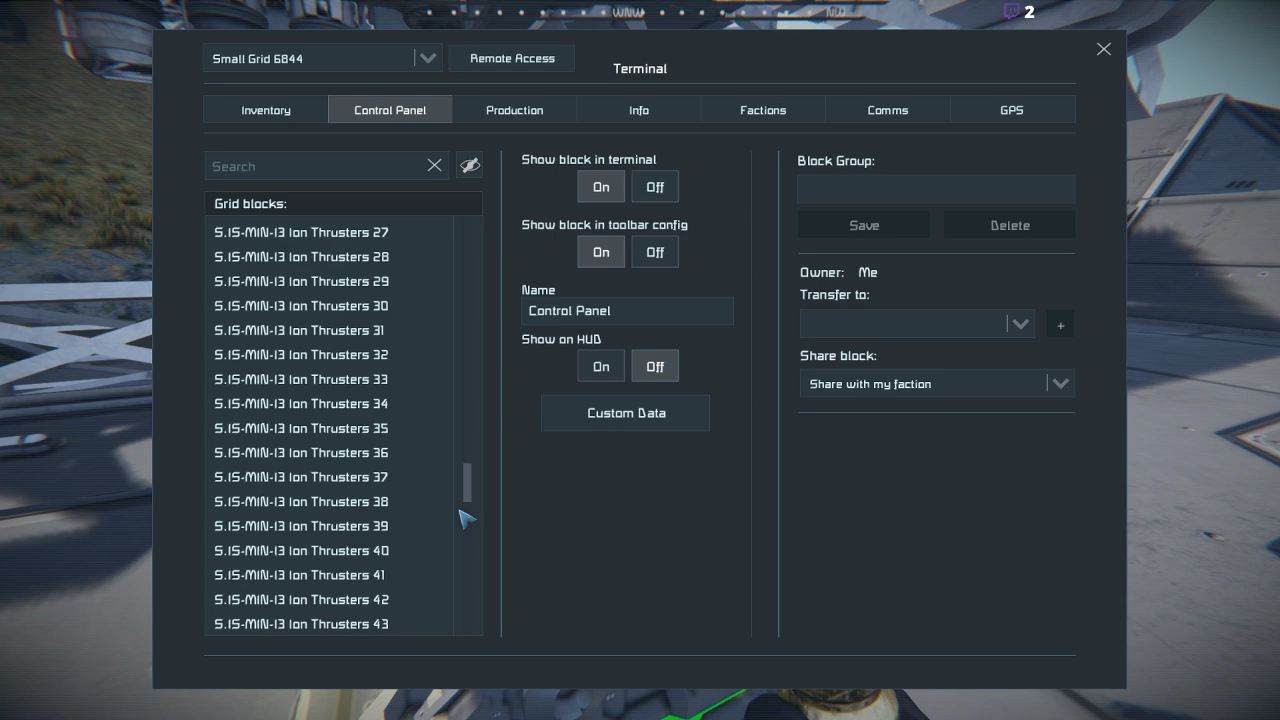 WNW
NW
2
Small Grid 6844
Remote Access
Terminal
Inventory
Control Panel
Production
Info
Factions
Comms
GPS
Search
Grid blocks:
S.IS-MIN-13 Ion Thrusters 27
S.IS-MIN-13 Ion Thrusters 28
S.IS-MIN-13 Ion Thrusters 29
S.IS-MIN-13 Ion Thrusters 30
S.IS-MIN-13 Ion Thrusters 31
S.IS-MIN-13 Ion Thrusters 32
S.IS-MIN-13 Ion Thrusters 33
S.IS-MIN-13 Ion Thrusters 34
S.IS-MIN-13 Ion Thrusters 35
S.IS-MIN-13 Ion Thrusters 36
S.IS-MIN-13 Ion Thrusters 37
S.IS-MIN-13 Ion Thrusters 38
S.IS-MIN-13 Ion Thrusters 39
S.IS-MIN-13 Ion Thrusters 40
S.IS-MIN-13 Ion Thrusters 41
S.IS-MIN-13 Ion Thrusters 42
S.IS-MIN-13 Ion Thrusters 43
Show block in terminal
On Off
Show block in toolbar config
On Off
Name
Control Panel
Show on HUD
On Off
Custom Data
Block Group:
Save Delete
Owner: Me
Transfer to:
+
Share block:
Share with my faction